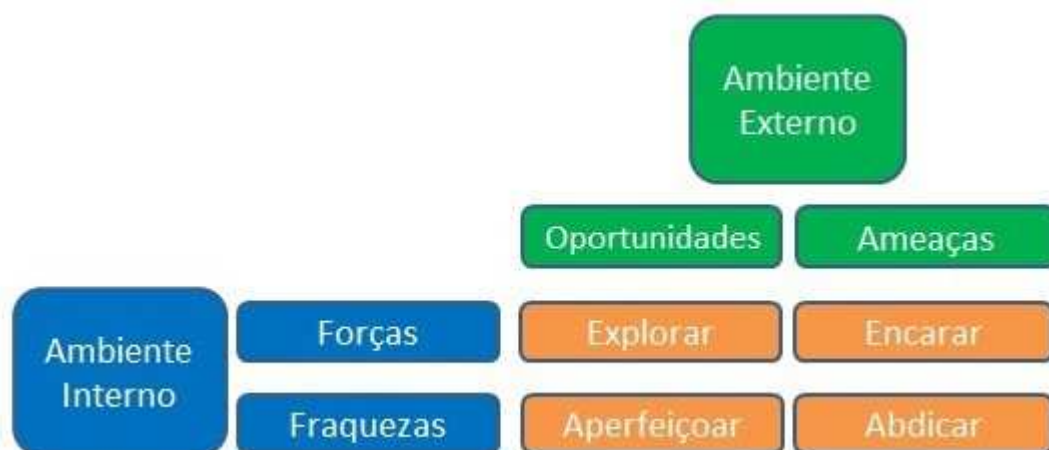 Ambiente
Externo
Oportunidades
Ameaças
Ambiente
Interno
Forças
Explorar
Encarar
Fraquezas
Aperfeiçoar
Abdicar